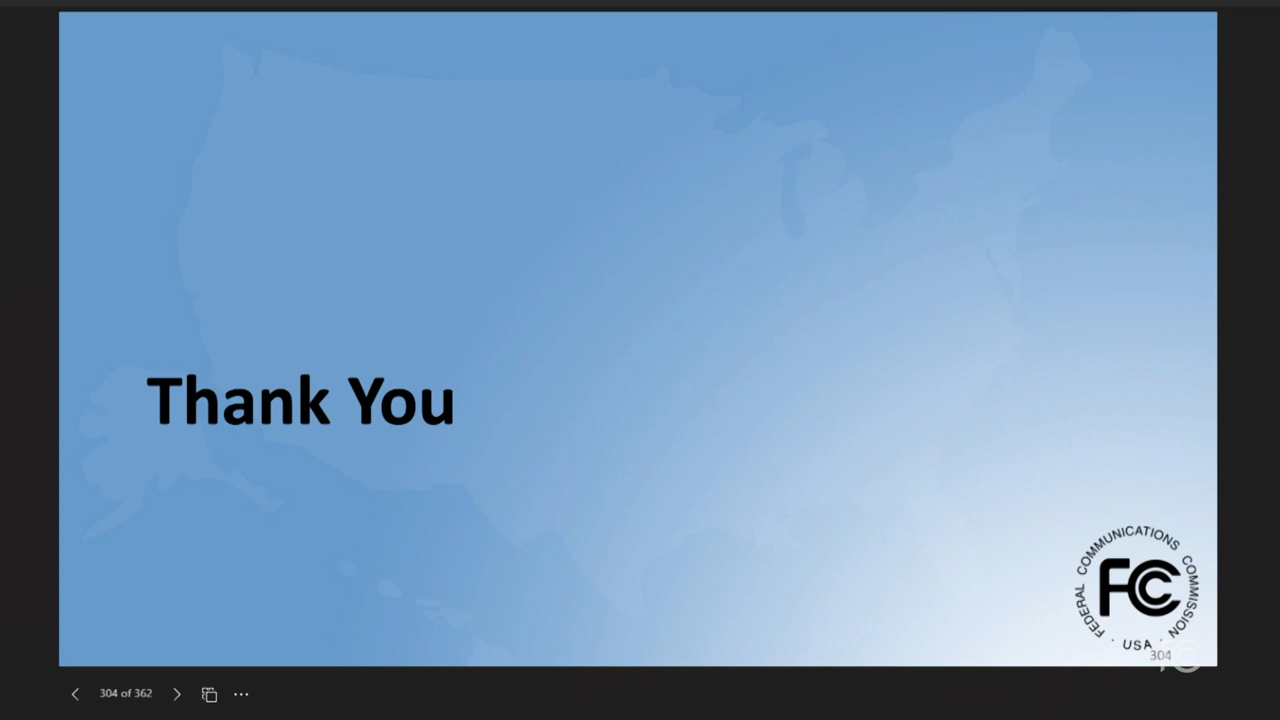 Thank You
FEDERAL COMMUNICATIONS COMMISSION
FCC
· USA ·
304
304 of 362